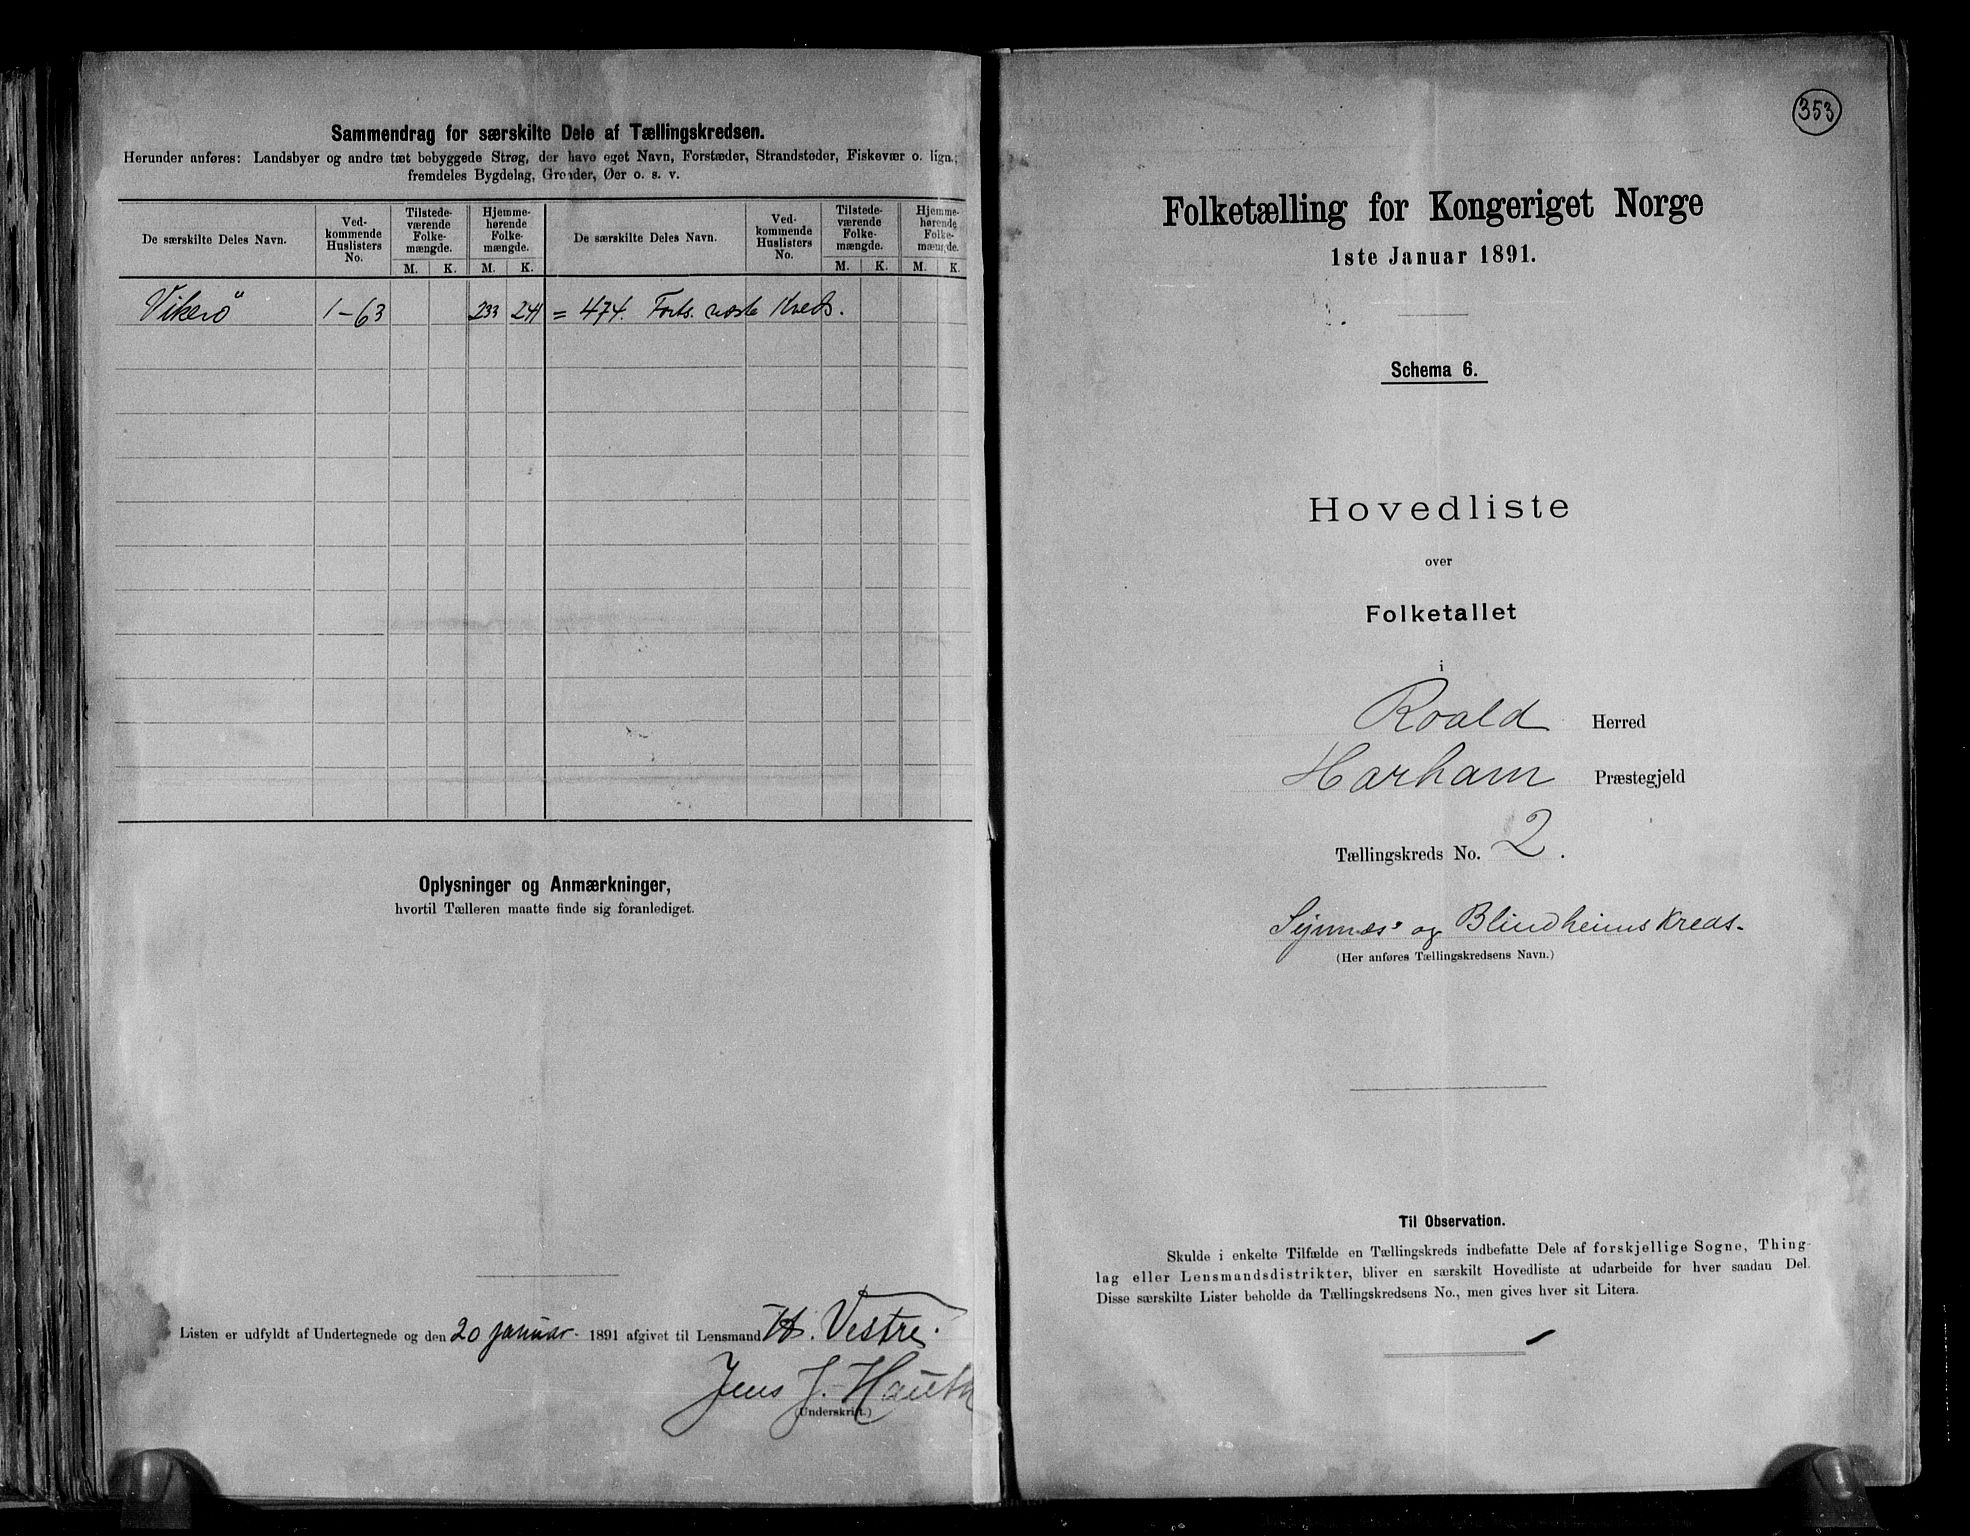 Sammendrag for særskilte Dele af Tællingskredsen.
Herunder anføres: Landsbyer og andre tæt bebyggede Strøg, der have eget Navn, Forstæder, Strandsteder, Fiskevær o. lign.;
fremdeles Bygdelag, Grender, Øer o. s. v.
De særskilte Deles Navn.
Ved-
kommende
Huslisters
No.
Tilstede-
værende
Folke-
mængde.
Hjemme-
hørende
Folke-
mængde.
De særskilte Deles Navn.
Ved-
kommende
Huslisters
No.
Tilstede-
værende
Folke-
mængde.
Hjemme-
hørende
Folke-
mængde.
M. K. M. K. M. K. M. K.
Vikerö 1-63 233 241 = 474. Forts. næste Kreds.
Oplysninger og Anmærkninger,
hvortil Tælleren maatte finde sig foranlediget.
Listen er udfyldt af Undertegnede og den 20 januar 1891 afgivet til Lensmand H. Vestre.
Jens J. Hauth
(Underskrift.)
353
Folketælling for Kongeriget Norge
1ste Januar 1891.
Schema 6.
Hovedliste
over
Folketallet
i
Roald Herred
Harham Præstegjeld
Tællingskreds No. 2.
og Blindheims Kreds.
(Her anføres Tællingskredsens Navn.)
Til Observation.
Skulde i enkelte Tilfælde en Tællingskreds indbefatte Dele af forskjellige Sogne, Thing-
lag eller Lensmandsdistrikter, bliver en særskilt Hovedliste at udarbeide for hver saadan Del.
Disse særskilte Lister beholde da Tællingskredsens No., men gives hver sit Litera.